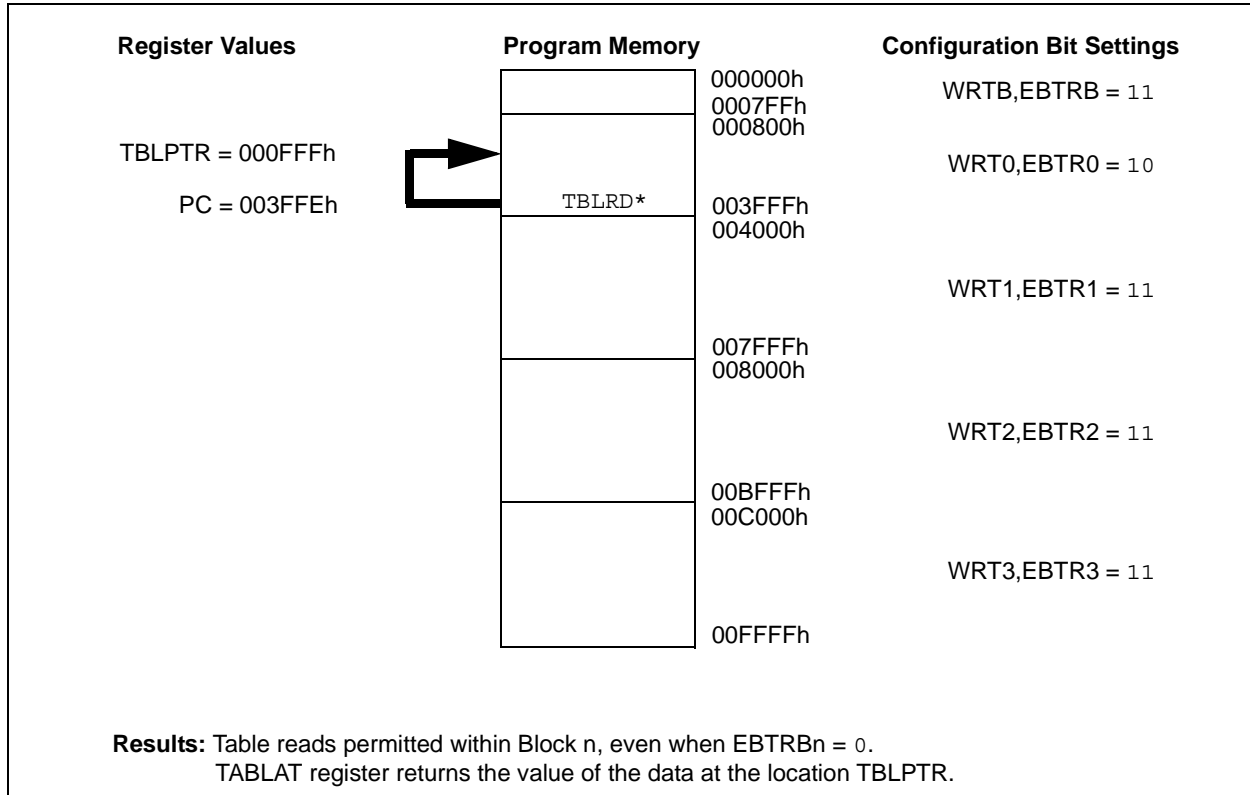 Register Values
Program Memory
Configuration Bit Settings
000000h
WRTB,EBTRB = 11
0007FFh
000800h
TBLPTR = 000FFFh
WRT0,EBTR0 = 10
PC = 003FFEh
TBLRD*
003FFFh
004000h
WRT1,EBTR1 = 11
007FFFh
008000h
WRT2,EBTR2 = 11
00BFFFh
00C000h
WRT3,EBTR3 = 11
00FFFFh
Results: Table reads permitted within Block n, even when EBTRBn = 0.
TABLAT register returns the value of the data at the location TBLPTR.